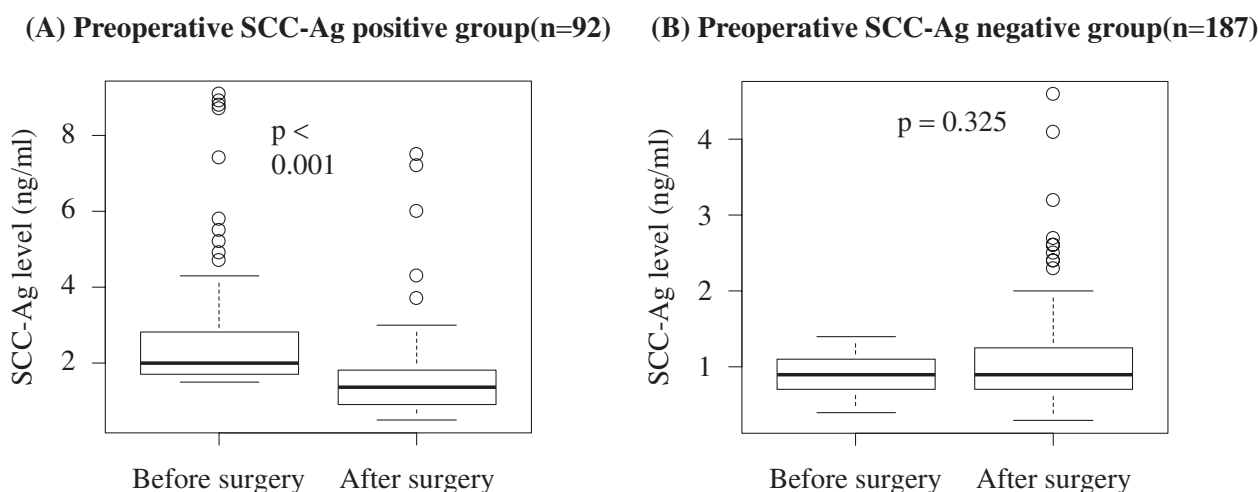 (A) Preoperative SCC-Ag positive group(n=92)
SCC-Ag level (ng/ml)
8
6
4
2
p <
0.001
Before surgery
After surgery
(B) Preoperative SCC-Ag negative group(n=187)
SCC-Ag level (ng/ml)
4
3
2
1
p = 0.325
Before surgery
After surgery